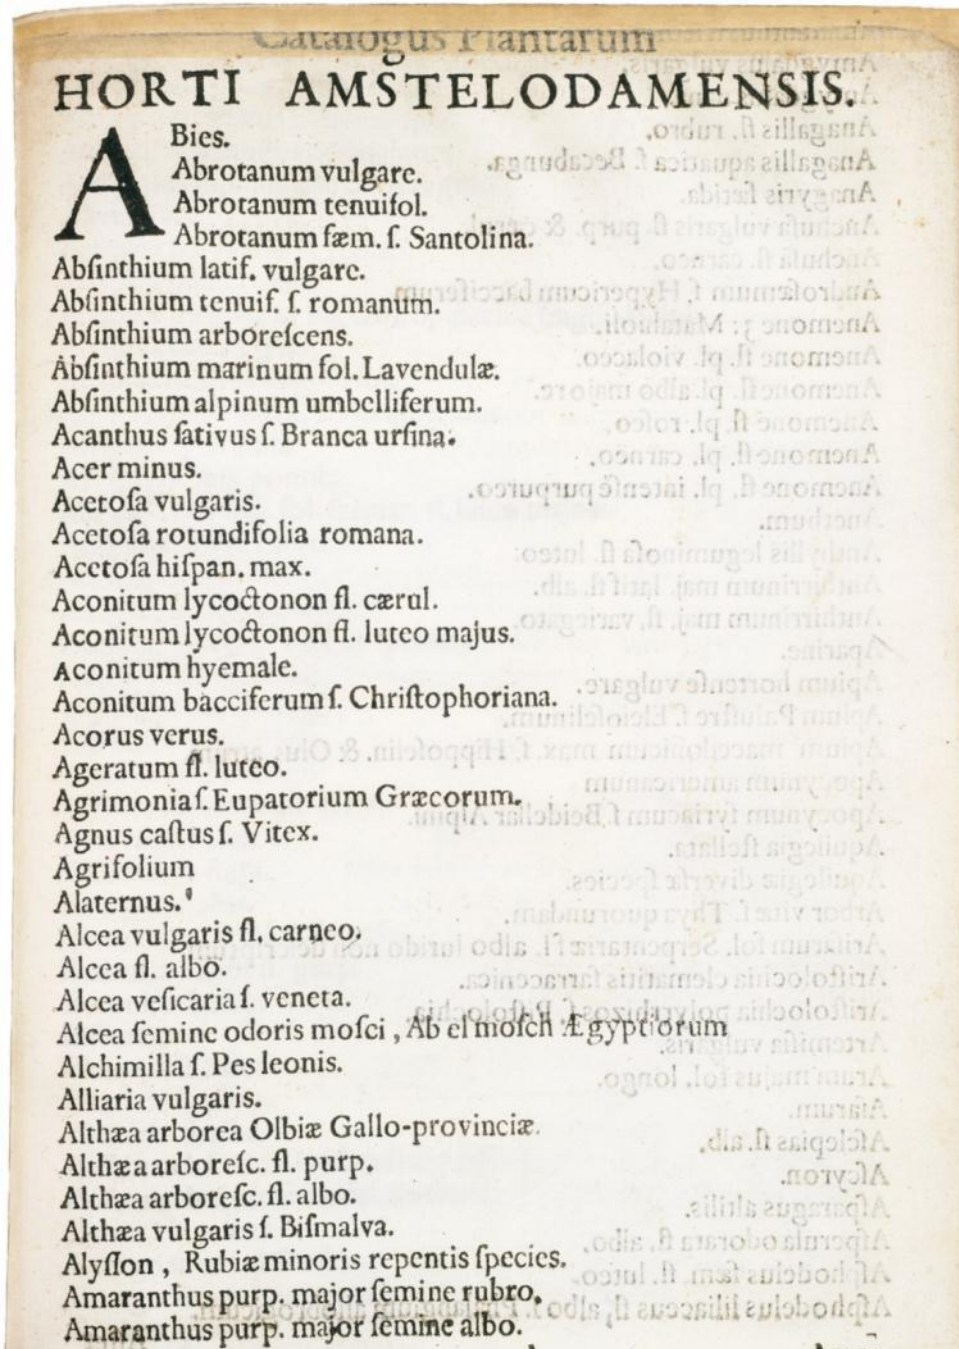 Catalogus Plantarum
HORTI AMSTELODAMENSIS.
ABies.
Abrotanum vulgare.
Abrotanum tenuifol.
Abrotanum fæm. ſ. Santolina.
Abſinthium latif. vulgare.
Abſinthium tenuif. ſ. romanum.
Abſinthium arboreſcens.
Abſinthium marinum fol. Lavendulæ.
Abſinthium alpinum umbelliferum.
Acanthus ſativus ſ. Branca urſina.
Acer minus.
Acetoſa vulgaris.
Acetoſa rotundifolia romana.
Acetoſa hiſpan. max.
Aconitum lycoctonon fl. cærul.
Aconitum lycoctonon fl. luteo majus.
Aconitum hyemale.
Aconitum bacciferum ſ. Chriſtophoriana.
Acorus verus.
Ageratum fl. luteo.
Agrimonia ſ. Eupatorium Græcorum.
Agnus caſtus ſ. Vitex.
Agrifolium
Alaternus.
Alcea vulgaris fl. carneo.
Alcea fl. albo.
Alcea veſicaria ſ. veneta.
Alcea ſemine odoris moſci , Ab el moſch Ægyptiorum
Alchimilla ſ. Pes leonis.
Alliaria vulgaris.
Althæa arborea Olbiæ Gallo-provinciæ.
Althæa arboreſc. fl. purp.
Althæa arboreſc. fl. albo.
Althæa vulgaris ſ. Biſmalva.
Alyſſon , Rubiæ minoris repentis ſpecies.
Amaranthus purp. major ſemine rubro.
Amaranthus purp. major ſemine albo.